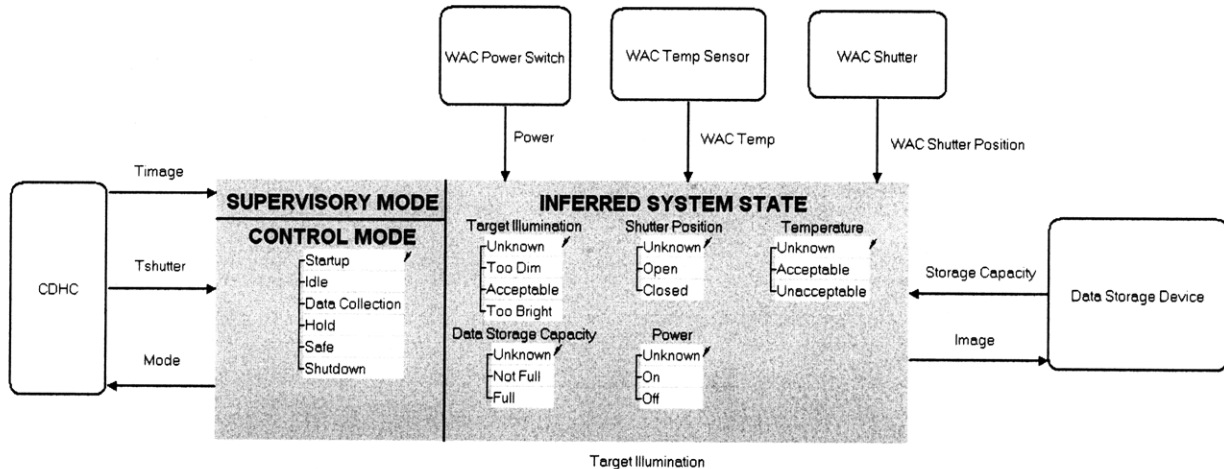 WAC Power Switch
WAC Temp Sensor
WAC Shutter
Power
WAC Temp
WAC Shutter Position
Timage
SUPERVISORY MODE
INFERRED SYSTEM STATE
CONTROL MODE
Target Illumination
Shutter Position
Temperature
Startup
Idle
Data Collection
Hold
Safe
Shutdown
Unknown
Too Dim
Acceptable
Too Bright
Unknown
Open
Closed
Unknown
Acceptable
Unacceptable
Tshutter
CDHC
Storage Capacity
Data Storage Device
Data Storage Capacity
Power
Unknown
Not Full
Full
Unknown
On
Off
Image
Mode
Target Illumination